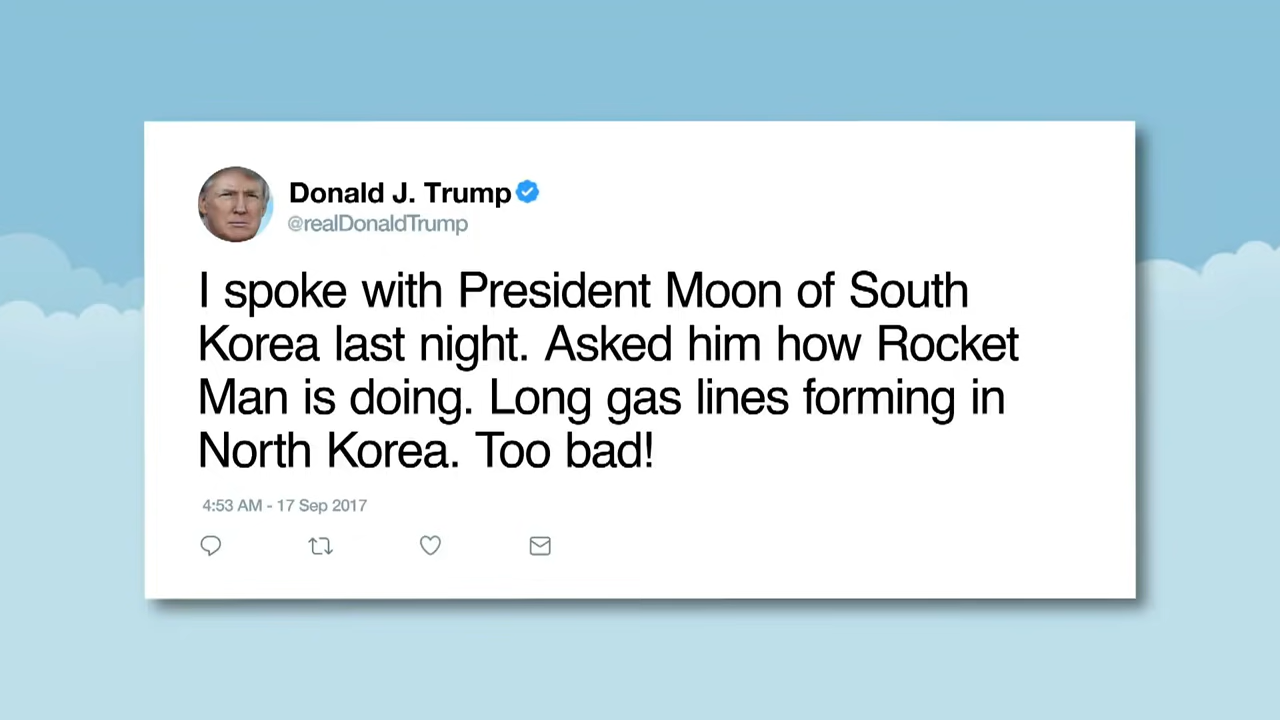 Donald J. Trump
@realDonaldTrump
I spoke with President Moon of South
Korea last night. Asked him how Rocket
Man is doing. Long gas lines forming in
North Korea. Too bad!
4:53 AM - 17 Sep 2017